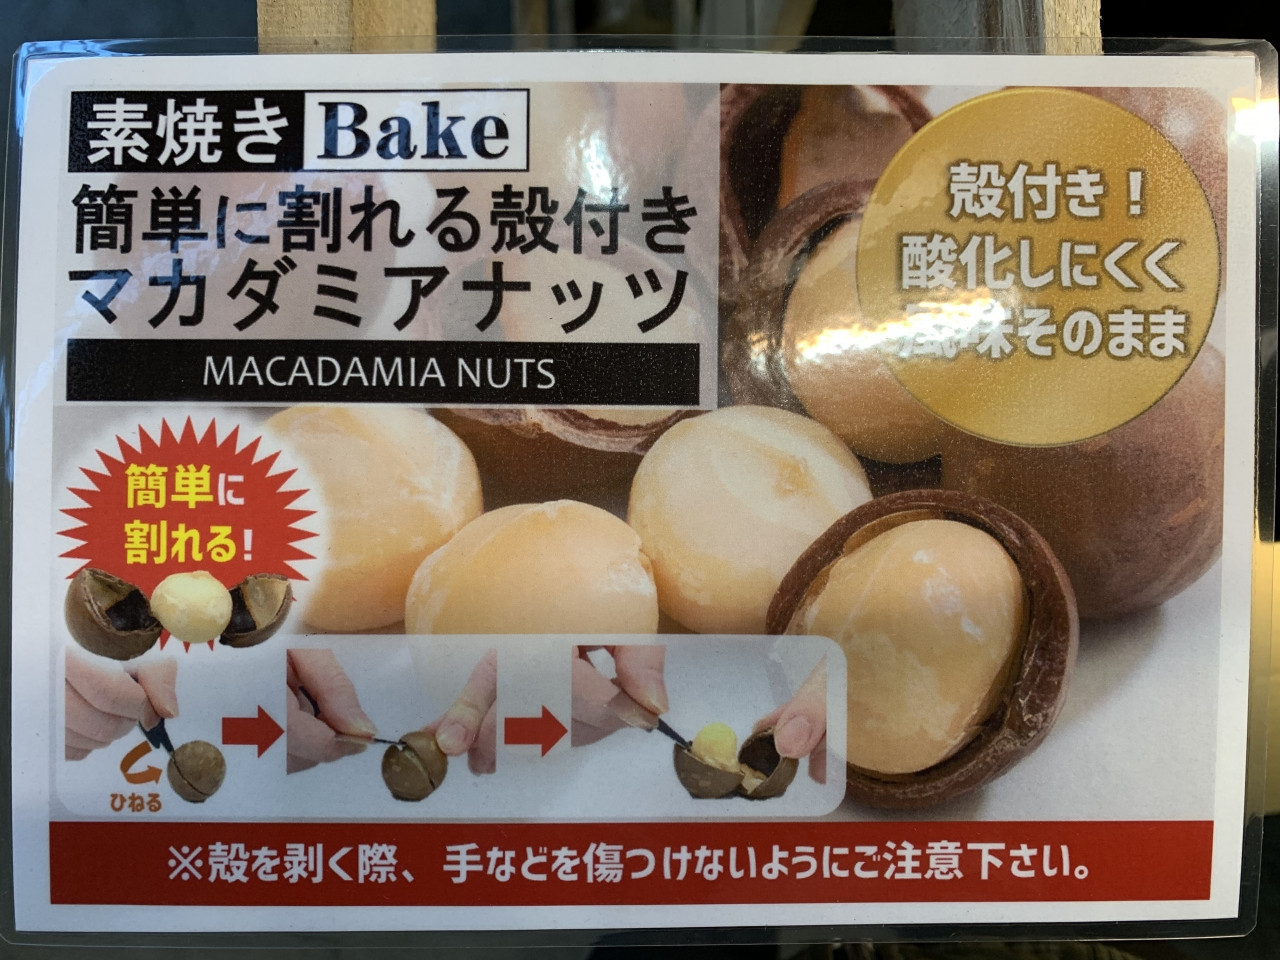 素焼き Bake
簡単に割れる殻付き
マカダミアナッツ
MACADAMIA NUTS
殻付き！
酸化しにくく
風味そのまま
簡単に
割れる!
ひねる
※殻を剥く際、手などを傷つけないようにご注意下さい。